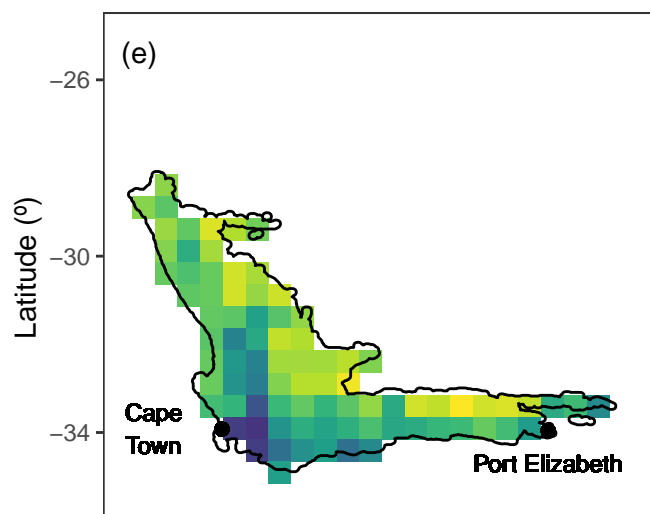 (e)
−26
−30
−34
Latitude (º)
Cape
Town
Port Elizabeth